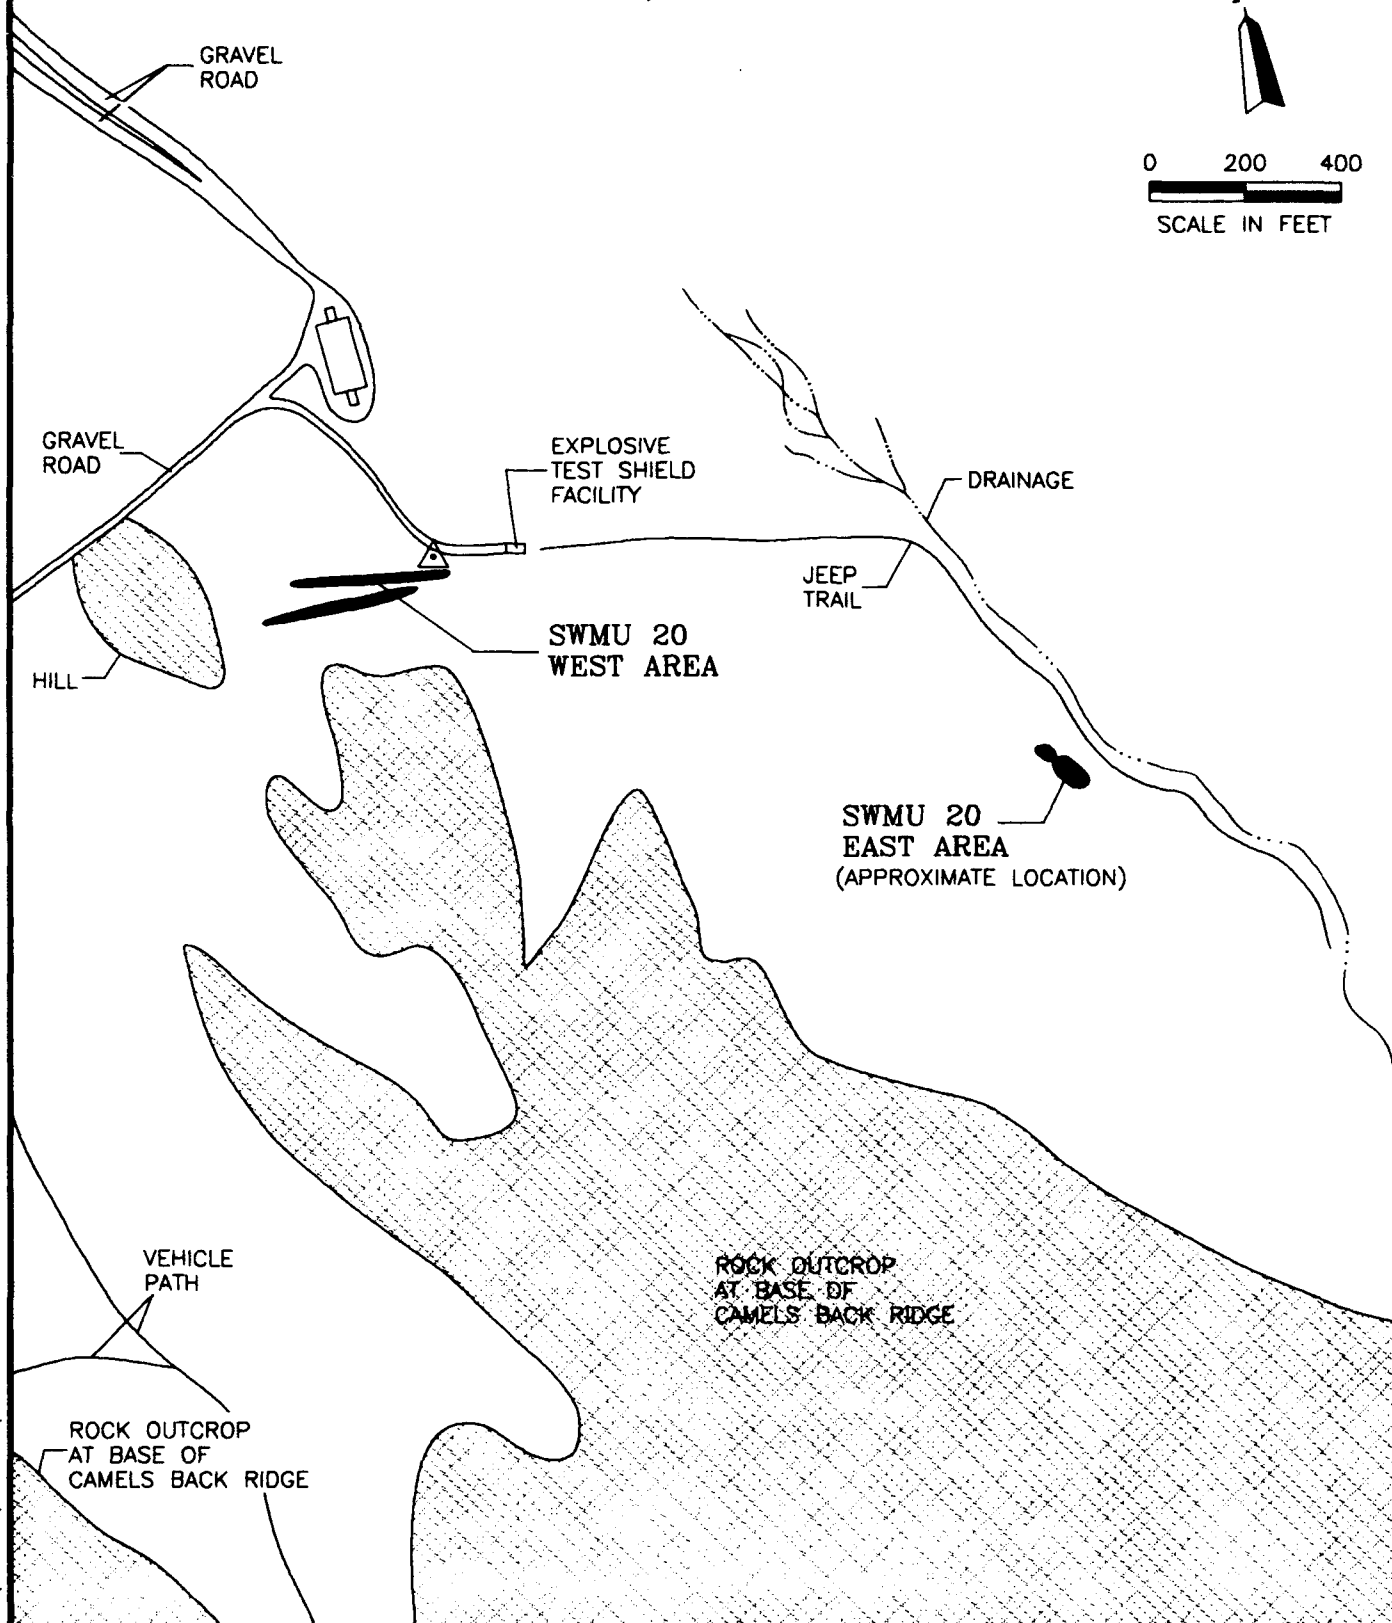 GRAVEL
ROAD
0 200 400
SCALE IN FEET
GRAVEL
ROAD
EXPLOSIVE
TEST SHIELD
FACILITY
DRAINAGE
JEEP
TRAIL
SWMU 20
WEST AREA
HILL
SWMU 20
EAST AREA
(APPROXIMATE LOCATION)
VEHICLE
PATH
ROCK OUTCROP
AT BASE OF
CAMELS BACK RIDGE
ROCK OUTCROP
AT BASE OF
CAMELS BACK RIDGE